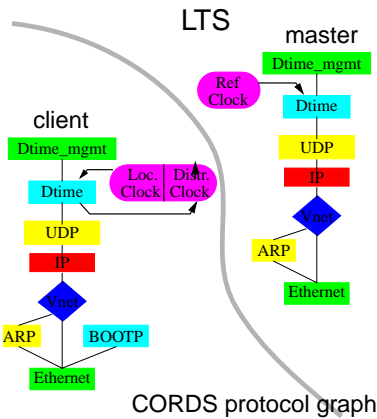 LTS
master
Dtime_mgmt
Ref
Clock
Dtime
UDP
IP
Vnet
ARP
Ethernet
client
Dtime_mgmt
Loc. Distr.
Clock Clock
Dtime
UDP
IP
Vnet
ARP BOOTP
Ethernet
CORDS protocol graph